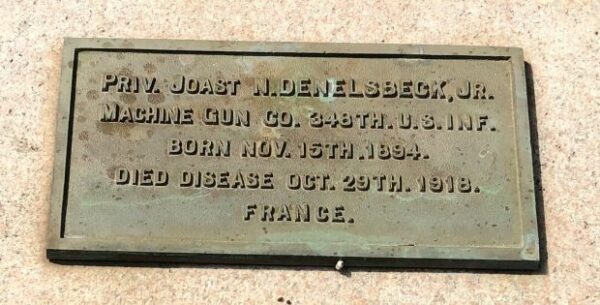 PRIV. JOAST N. DENELSBECK, JR.
MACHINE GUN CO. 348TH. U.S. INF.
BORN NOV. 15TH. 1894.
DIED DISEASE OCT. 29TH. 1918.
FRANCE.